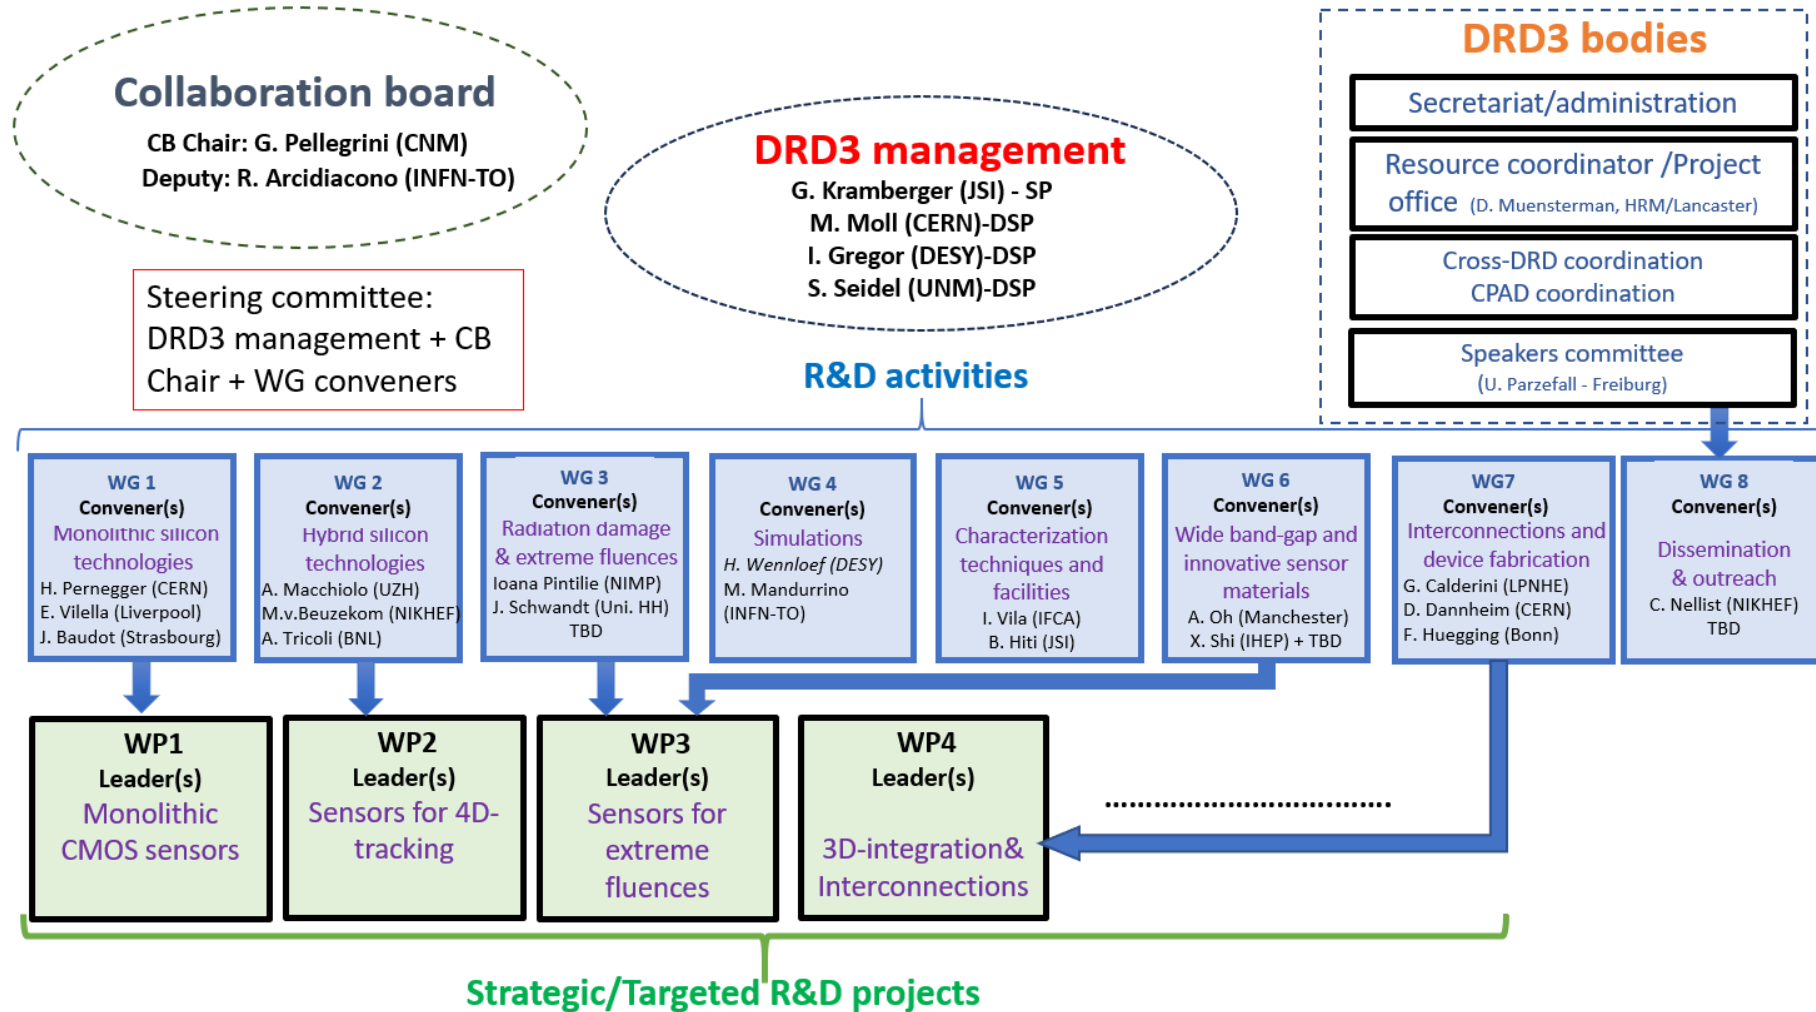 Collaboration board
CB Chair: G. Pellegrini (CNM)
Deputy: R. Arcidiacono (INFN-TO)
Steering committee:
DRD3 management + CB
Chair + WG conveners
DRD3 management
G. Kramberger (JSI) - SP
M. Moll (CERN)-DSP
I. Gregor (DESY)-DSP
S. Seidel (UNM)-DSP
DRD3 bodies
Secretariat/administration
Resource coordinator /Project
office (D. Muensterman, HRM/Lancaster)
Cross-DRD coordination
CPAD coordination
Speakers committee
(U. Parzefall - Freiburg)
R&D activities
WG 1
Convener(s)
Monolithic silicon
technologies
H. Pernegger (CERN)
E. Vilella (Liverpool)
J. Baudot (Strasbourg)
WG 2
Convener(s)
Hybrid silicon
technologies
A. Macchiolo (UZH)
M.v.Beuzekom (NIKHEF)
A. Tricoli (BNL)
WG 3
Convener(s)
Radiation damage
& extreme fluences
Ioana Pintilie (NIMP)
J. Schwandt (Uni. HH)
TBD
WG 4
Convener(s)
Simulations
H. Wennloef (DESY)
M. Mandurrino
(INFN-TO)
WG 5
Convener(s)
Characterization
techniques and
facilities
I. Vila (IFCA)
B. Hiti (JSI)
WG 6
Convener(s)
Wide band-gap and
innovative sensor
materials
A. Oh (Manchester)
X. Shi (IHEP) + TBD
WG7
Convener(s)
Interconnections and
device fabrication
G. Calderini (LPNHE)
D. Dannheim (CERN)
F. Huegging (Bonn)
WG 8
Convener(s)
Dissemination
& outreach
C. Nellist (NIKHEF)
TBD
WP1
Leader(s)
Monolithic
CMOS sensors
WP2
Leader(s)
Sensors for 4D-
tracking
WP3
Leader(s)
Sensors for
extreme
fluences
WP4
Leader(s)
3D-integration&
Interconnections
..................................
Strategic/Targeted R&D projects